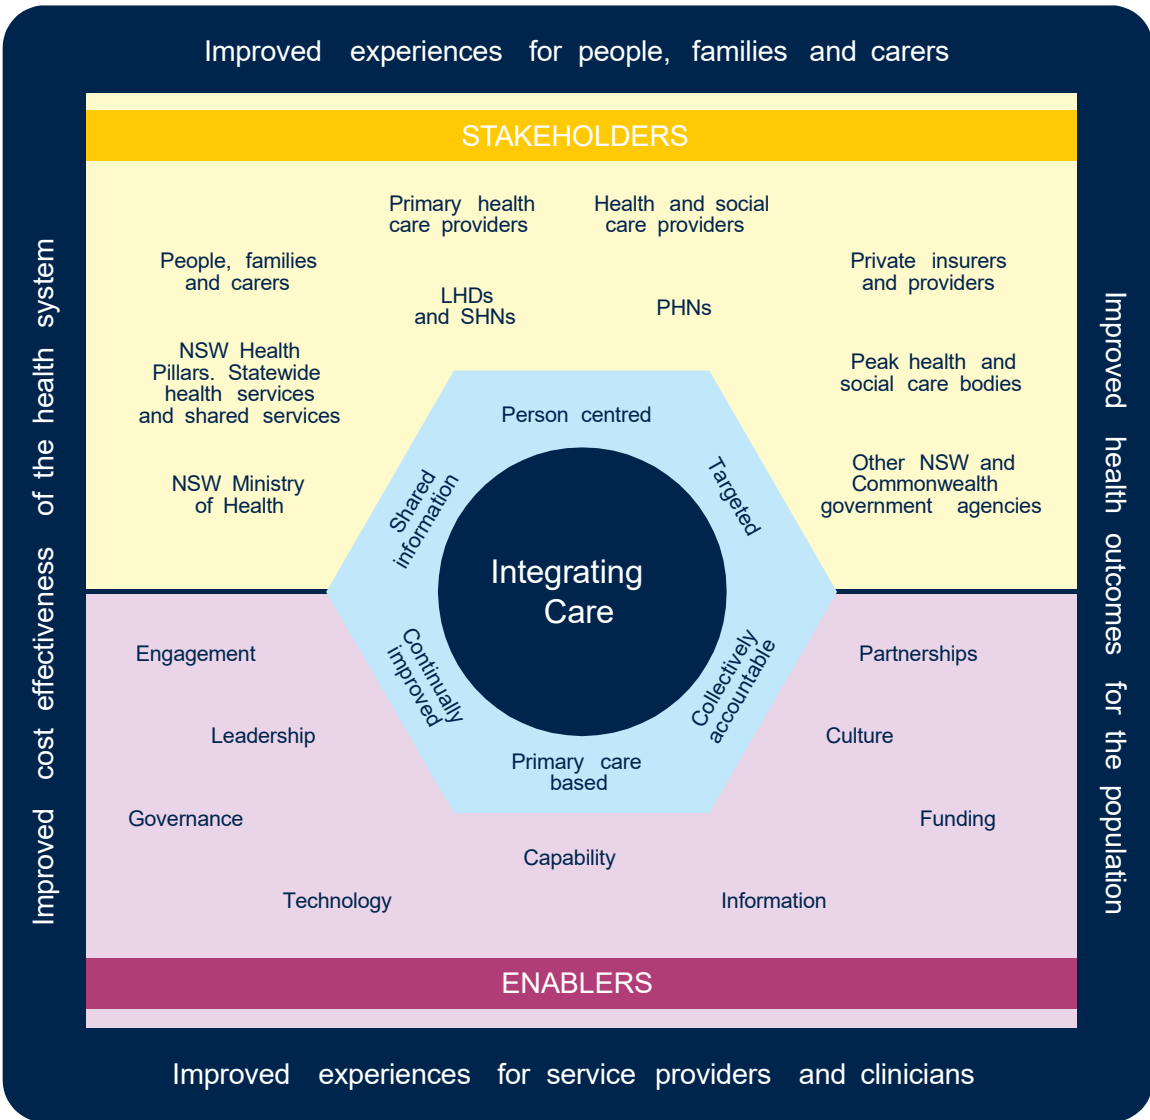 Improved experiences for people, families and carers
STAKEHOLDERS
Primary health
care providers
Health and social
care providers
People, families
and carers
Private insurers
and providers
LHDs
and SHNs
PHNs
NSW Health
Pillars. Statewide
health services
and shared services
Peak health and
social care bodies
NSW Ministry
of Health
Other NSW and
Commonwealth
government agencies
Person centred
Shared
information
Targeted
Integrating
Care
Continually
improved
Collectively
accountable
Primary care
based
Engagement
Partnerships
Leadership
Culture
Governance
Funding
Capability
Technology
Information
ENABLERS
Improved cost effectiveness of the health system
Improved health outcomes for the population
Improved experiences for service providers and clinicians